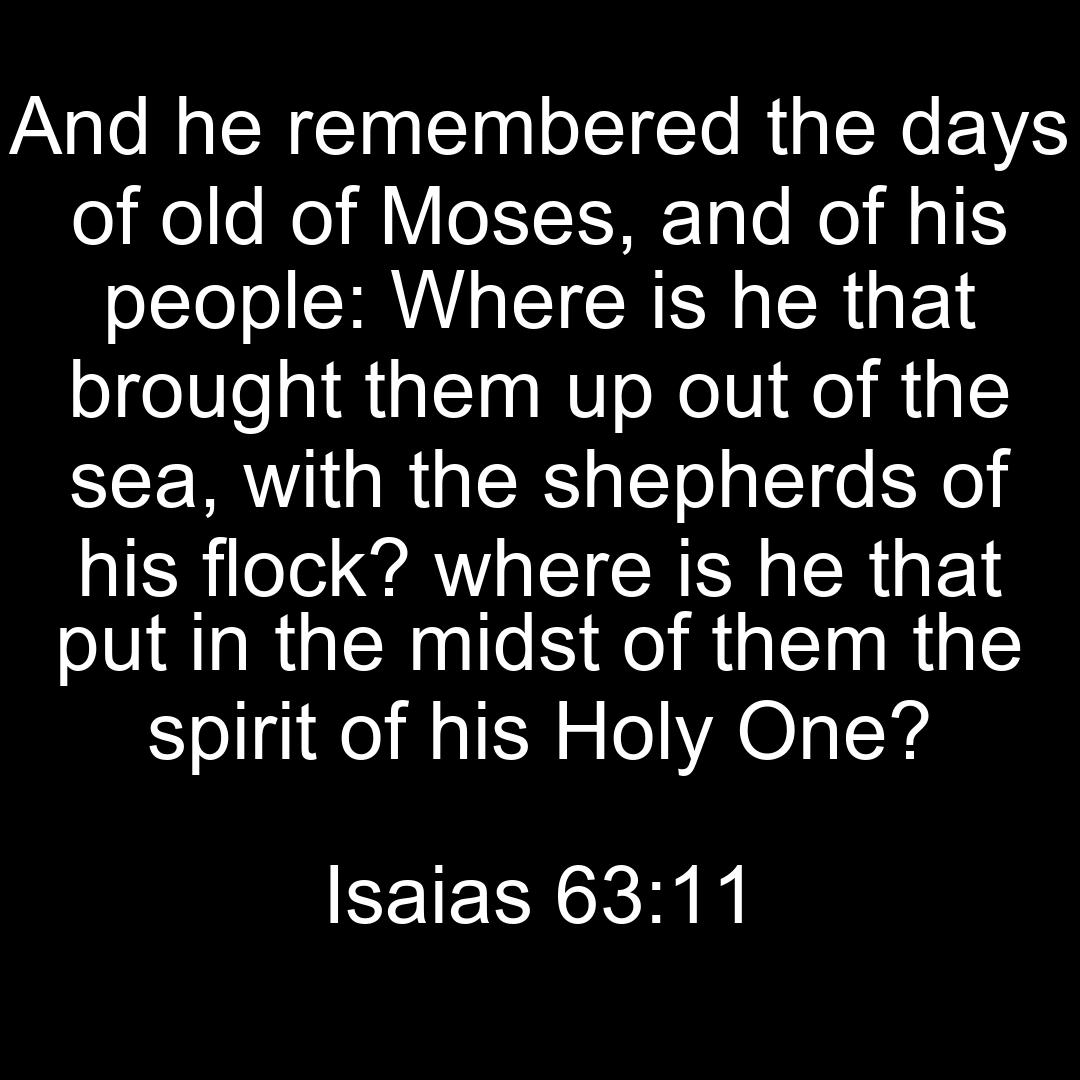 And he remembered the days
of old of Moses, and of his
people: Where is he that
brought them up out of the
sea, with the shepherds of
his flock? where is he that
put in the midst of them the
spirit of his Holy One?
Isaias 63:11